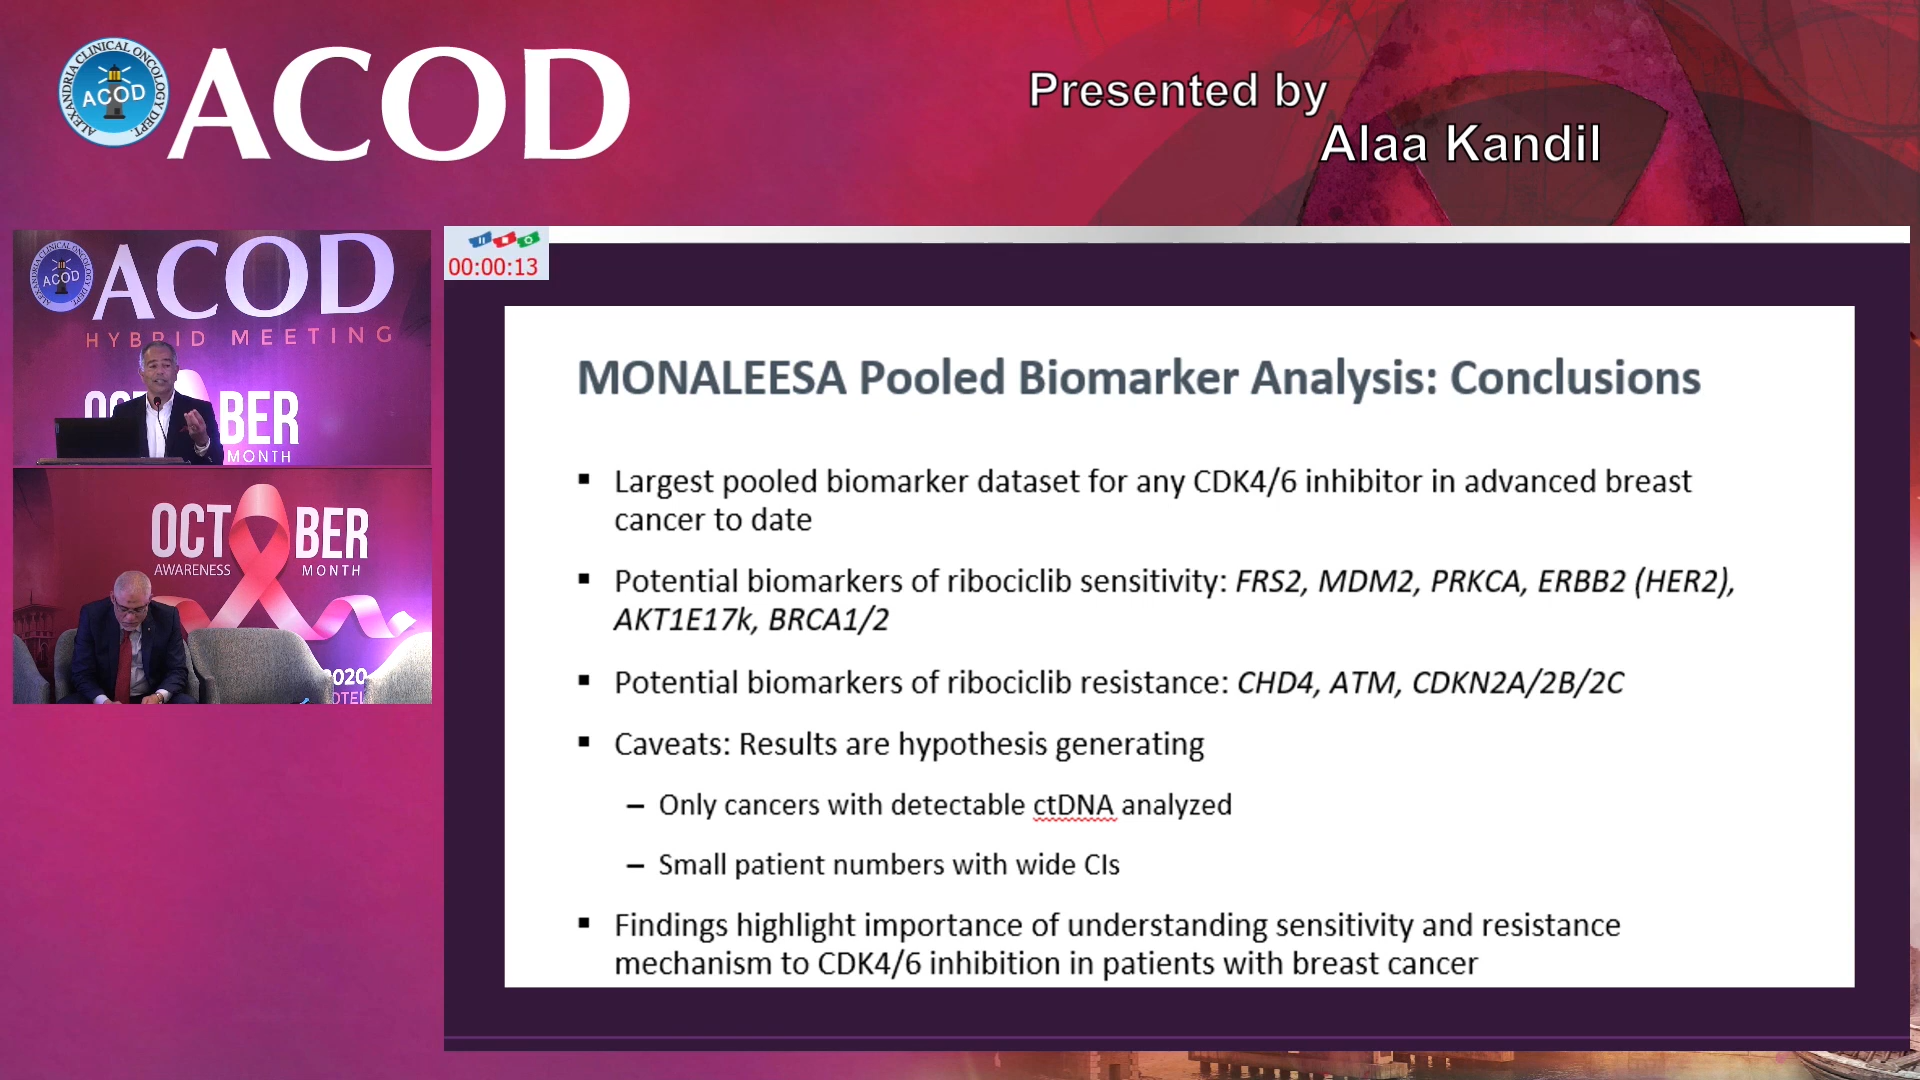 ALEXANDRIA CLINICAL ONCOLOGY DEPT.
ACOD
ACOD
Presented by
Alaa Kandil
ACOD
ACOD
HYBRID MEETING
BER
MONTH
OCT BER
AWARENESS MONTH
00:00:13
MONALEESA Pooled Biomarker Analysis: Conclusions
▪ Largest pooled biomarker dataset for any CDK4/6 inhibitor in advanced breast
cancer to date
▪ Potential biomarkers of ribociclib sensitivity: FRS2, MDM2, PRKCA, ERBB2 (HER2),
AKT1E17k, BRCA1/2
▪ Potential biomarkers of ribociclib resistance: CHD4, ATM, CDKN2A/2B/2C
▪ Caveats: Results are hypothesis generating
– Only cancers with detectable ctDNA analyzed
– Small patient numbers with wide CIs
▪ Findings highlight importance of understanding sensitivity and resistance
mechanism to CDK4/6 inhibition in patients with breast cancer